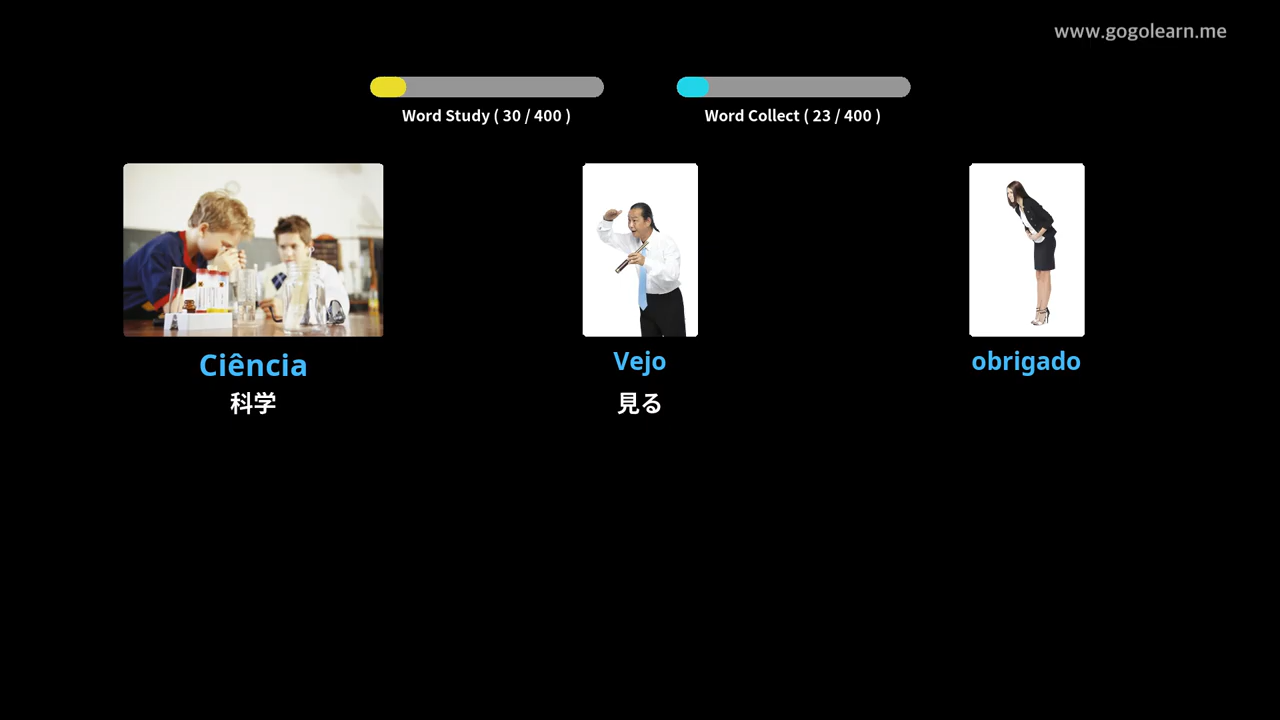 www.gogolearn.me
Word Study ( 30 / 400 )
Word Collect ( 23 / 400 )
Ciência
Vejo
obrigado
科学
見る